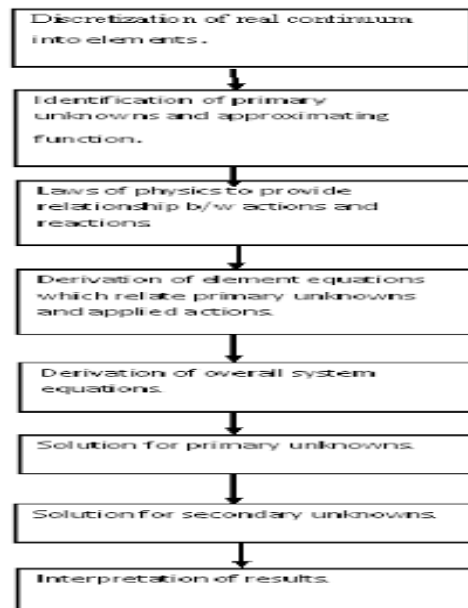 Discretization of real continuum
into elements.
Identification of primary
unknowns and approximating
function.
Laws of physics to provide
relationship b/w actions and
reactions
Derivation of element equations
which relate primary unknowns
and applied actions.
Derivation of overall system
equations.
Solution for primary unknowns.
Solution for secondary unknowns.
Interpretation of results.